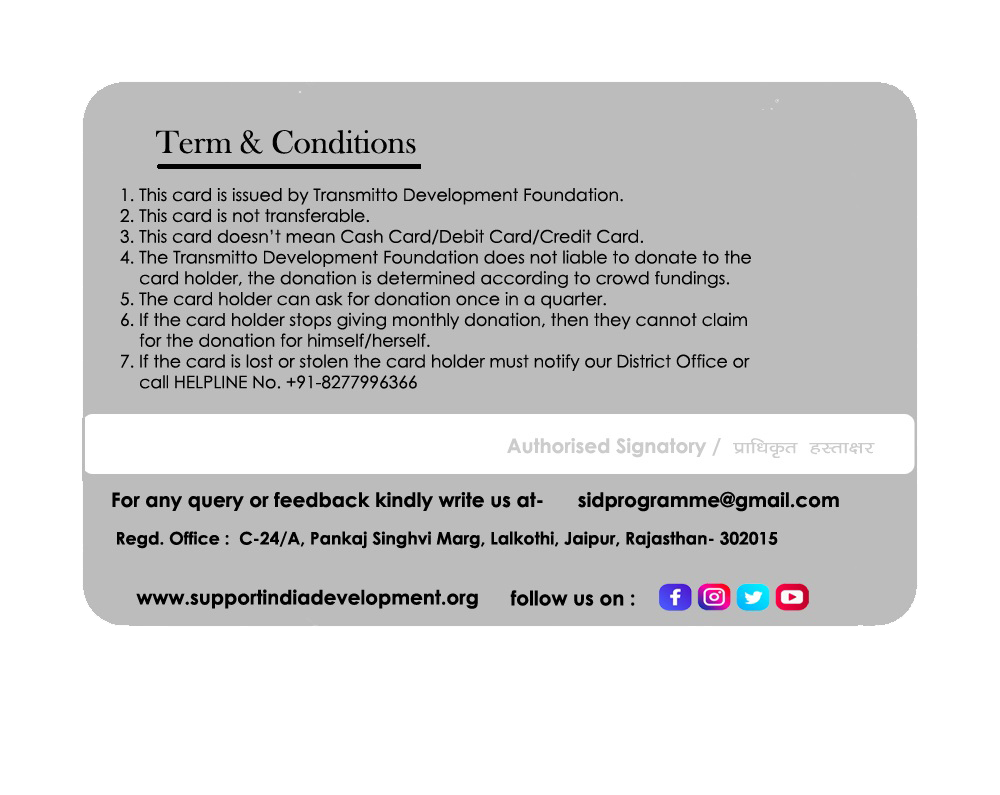 Term & Conditions
1. This card is issued by Transmitto Development Foundation.
2. This card is not transferable.
3. This card doesn't mean Cash Card/Debit Card/Credit Card.
4. The Transmitto Development Foundation does not liable to donate to the
card holder, the donation is determined according to crowd fundings.
5. The card holder can ask for donation once in a quarter.
6. If the card holder stops giving monthly donation, then they cannot claim
for the donation for himself/herself.
7. If the card is lost or stolen the card holder must notify our District Office or
call HELPLINE No. +91-8277996366
Authorised Signatory / प्राधिकृत हस्ताक्षर
For any query or feedback kindly write us at- sidprogramme@gmail.com
Regd. Office : C-24/A, Pankaj Singhvi Marg, Lalkothi, Jaipur, Rajasthan- 302015
www.supportindiadevelopment.org follow us on :